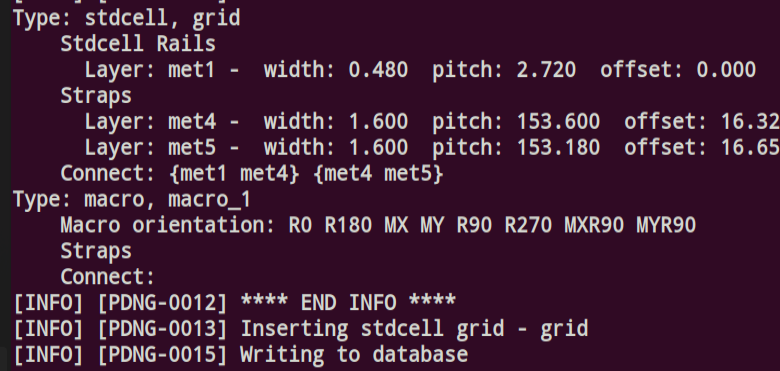 Type: stdcell, grid
    Stdcell Rails
      Layer: met1 -  width: 0.480  pitch: 2.720  offset: 0.000
    Straps
      Layer: met4 -  width: 1.600  pitch: 153.600  offset: 16.32
      Layer: met5 -  width: 1.600  pitch: 153.180  offset: 16.65
    Connect: {met1 met4} {met4 met5}
Type: macro, macro_1
    Macro orientation: R0 R180 MX MY R90 R270 MXR90 MYR90
    Straps
    Connect:
[INFO] [PDNG-0012] **** END INFO ****
[INFO] [PDNG-0013] Inserting stdcell grid - grid
[INFO] [PDNG-0015] Writing to database